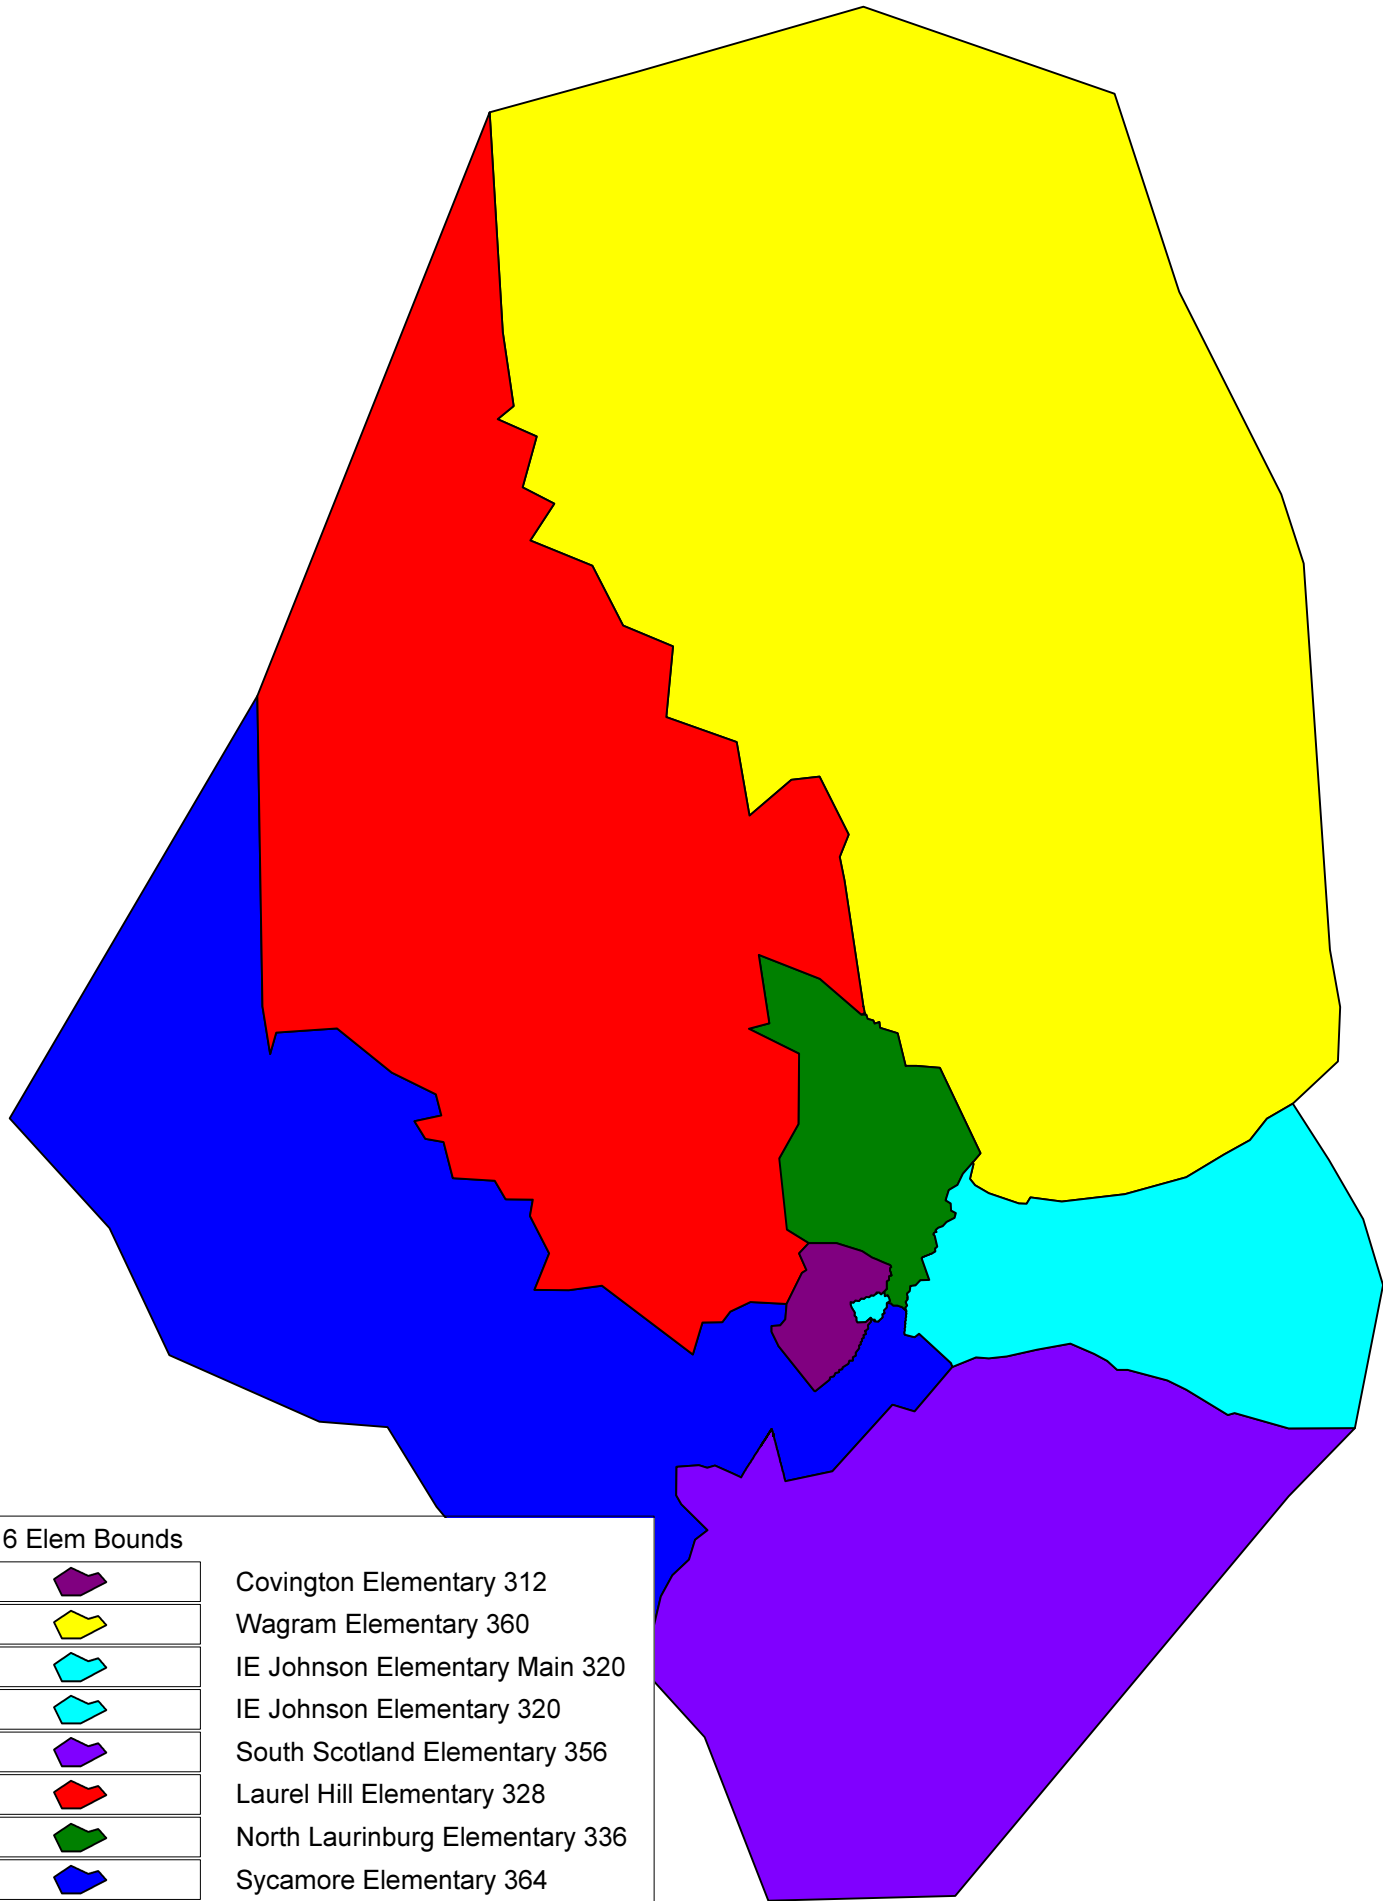 6 Elem Bounds
Covington Elementary 312
Wagram Elementary 360
IE Johnson Elementary Main 320
IE Johnson Elementary 320
South Scotland Elementary 356
Laurel Hill Elementary 328
North Laurinburg Elementary 336
Sycamore Elementary 364